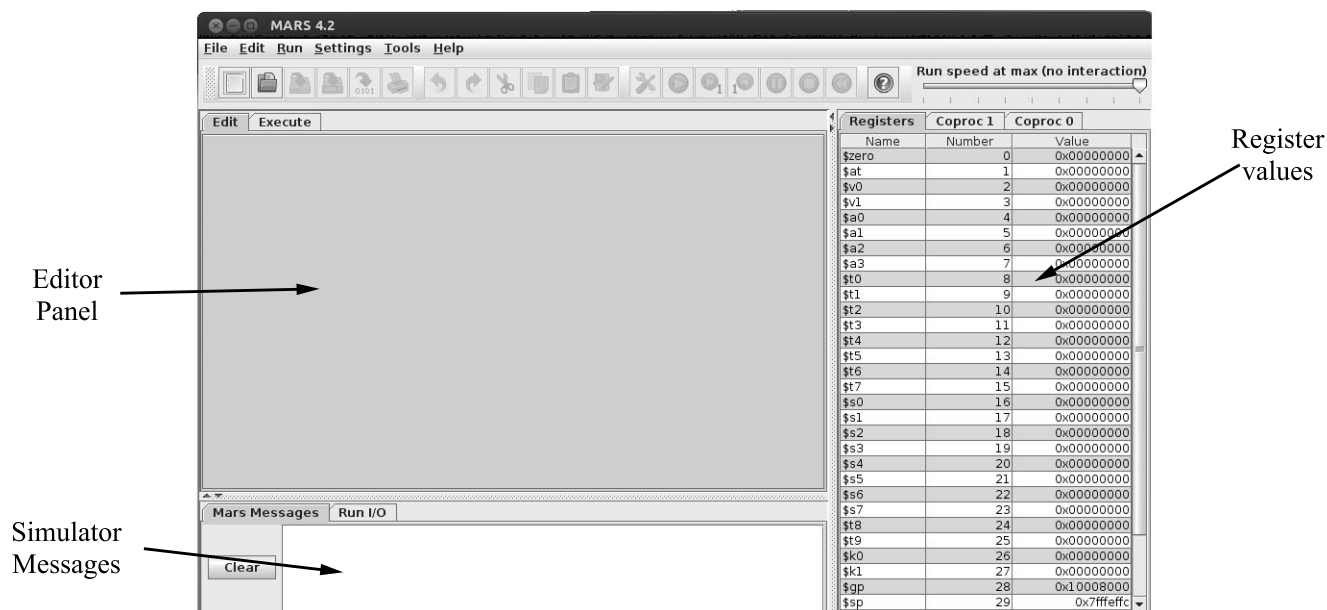 MARS 4.2
File Edit Run Settings Tools Help
Run speed at max (no interaction)
0101
1
1
?
Edit Execute
Registers Coproc 1 Coproc 0
Name Number Value
$zero 0 0x00000000
$at 1 0x00000000
$v0 2 0x00000000
$v1 3 0x00000000
$a0 4 0x00000000
$a1 5 0x00000000
$a2 6 0x00000000
$a3 7 0x00000000
$t0 8 0x00000000
$t1 9 0x00000000
$t2 10 0x00000000
$t3 11 0x00000000
$t4 12 0x00000000
$t5 13 0x00000000
$t6 14 0x00000000
$t7 15 0x00000000
$s0 16 0x00000000
$s1 17 0x00000000
$s2 18 0x00000000
$s3 19 0x00000000
$s4 20 0x00000000
$s5 21 0x00000000
$s6 22 0x00000000
$s7 23 0x00000000
$t8 24 0x00000000
$t9 25 0x00000000
$k0 26 0x00000000
$k1 27 0x00000000
$gp 28 0x10008000
$sp 29 0x7fffeffc
Register
values
Editor
Panel
Mars Messages Run I/O
Clear
Simulator
Messages